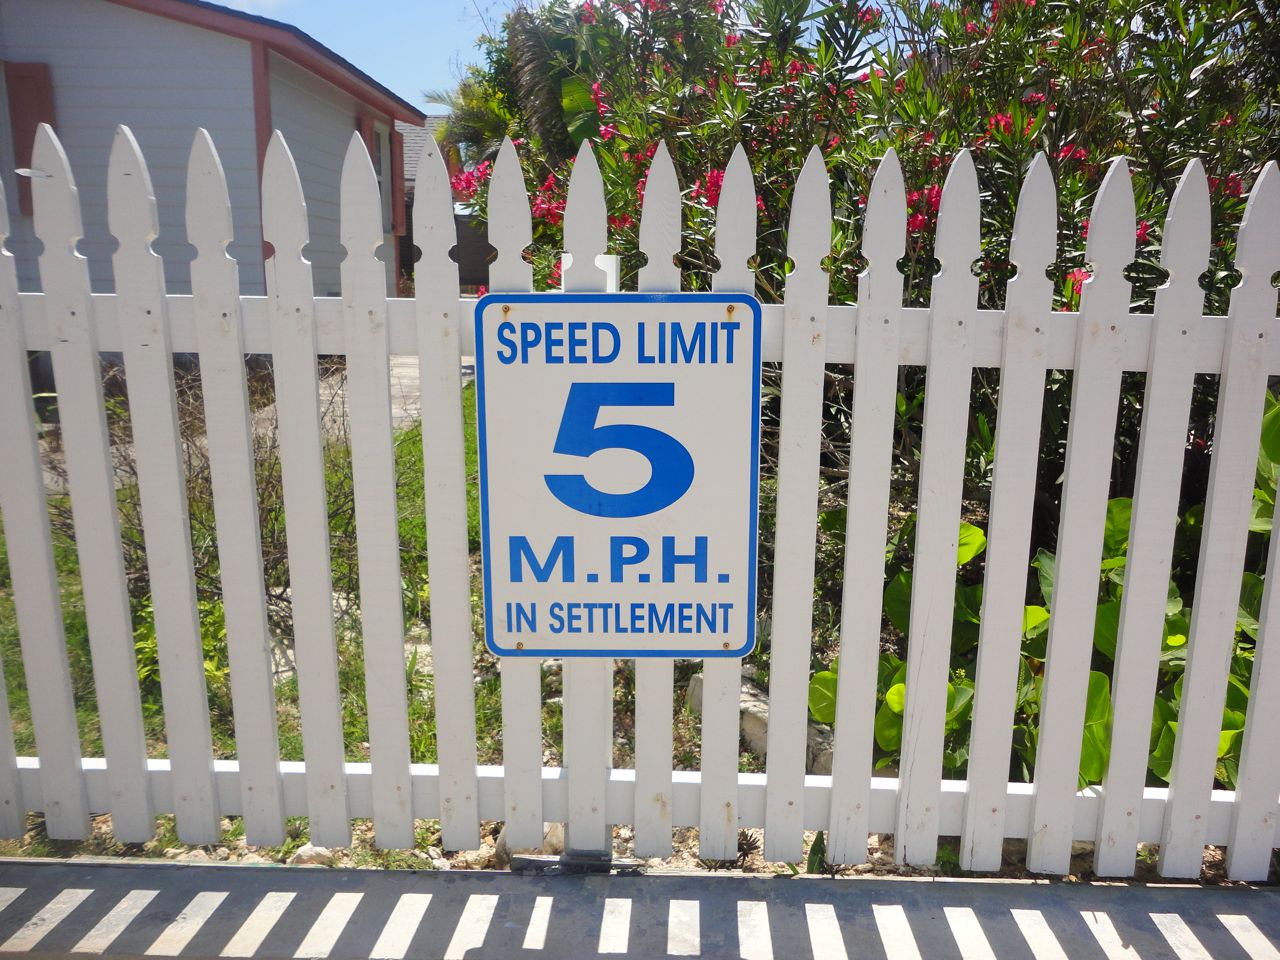 SPEED LIMIT
5
M.P.H.
IN SETTLEMENT